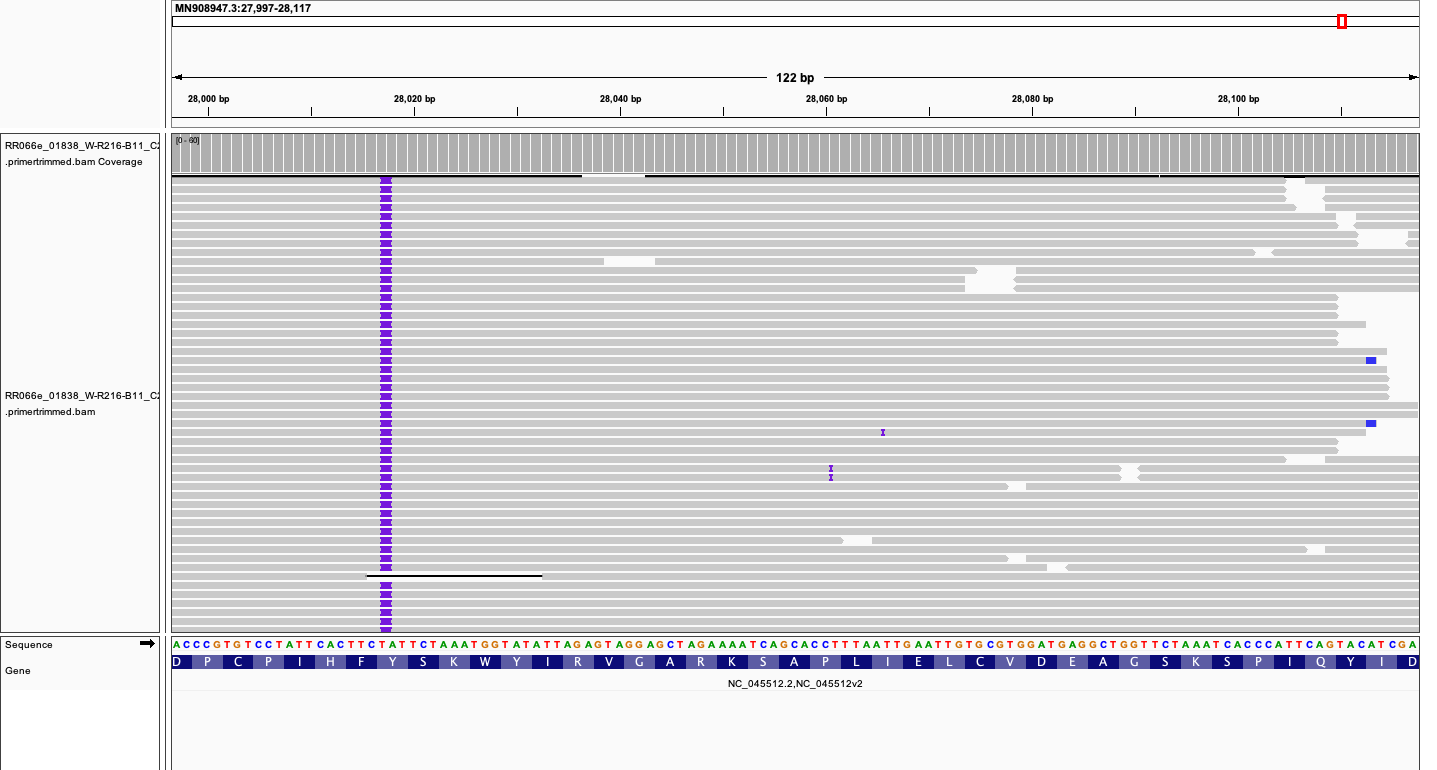 MN908947.3:27,997-28,117
122 bp
28,000 bp 28,020 bp 28,040 bp 28,060 bp 28,080 bp 28,100 bp
RR066e_01838_W-R216-B11_C2
.primertrimmed.bam Coverage
[0 - 60]
RR066e_01838_W-R216-B11_C2
.primertrimmed.bam
Sequence
A C C C G T G T C C T A T T C A C T T C T A T T C T A A A T G G T A T A T T A G A G T A G G A G C T A G A A A A T C A G C A C C T T T A A T T G A A T T G T G C G T G G A T G A G G C T G G T T C T A A A T C A C C C A T T C A G T A C A T C G A
Gene
D P C P I H F Y S K W Y I R V G A R K S A P L I E L C V D E A G S K S P I Q Y I D
NC_045512.2,NC_045512v2